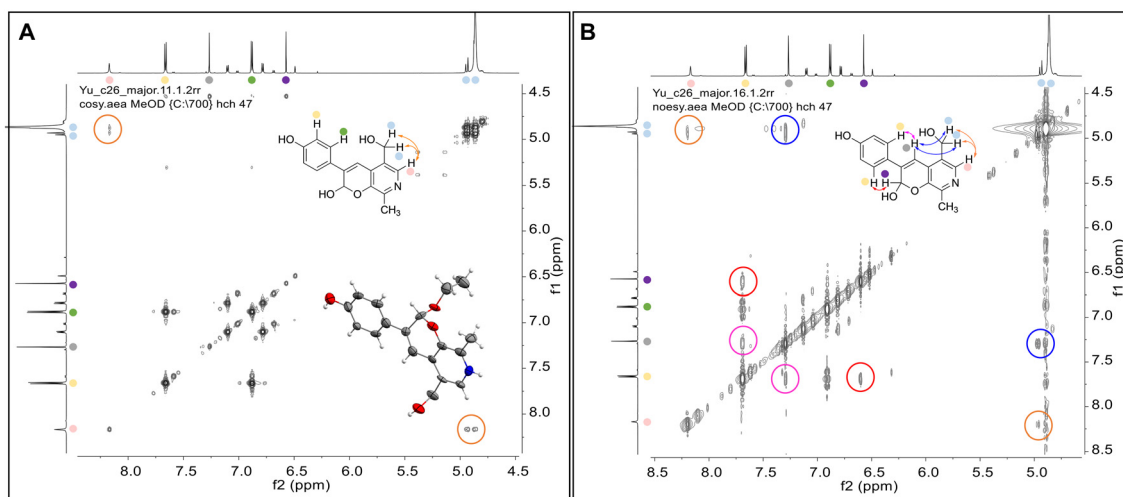 A
Yu_c26_major.11.1.2rr
cosy.aea MeOD {C:\700} hch 47
H
H
HO
HO
H
H
H
HO
O
N
CH₃
4.5
5.0
5.5
6.0
6.5
7.0
7.5
8.0
f1 (ppm)
8.0 7.5 7.0 6.5 6.0 5.5 5.0 4.5
f2 (ppm)
B
Yu_c26_major.16.1.2rr
noesy.aea MeOD {C:\700} hch 47
HO
HO
H
H
H
H
H
H
H
HO
O
N
CH₃
4.5
5.0
5.5
6.0
6.5
7.0
7.5
8.0
8.5
f1 (ppm)
8.5 8.0 7.5 7.0 6.5 6.0 5.5 5.0
f2 (ppm)